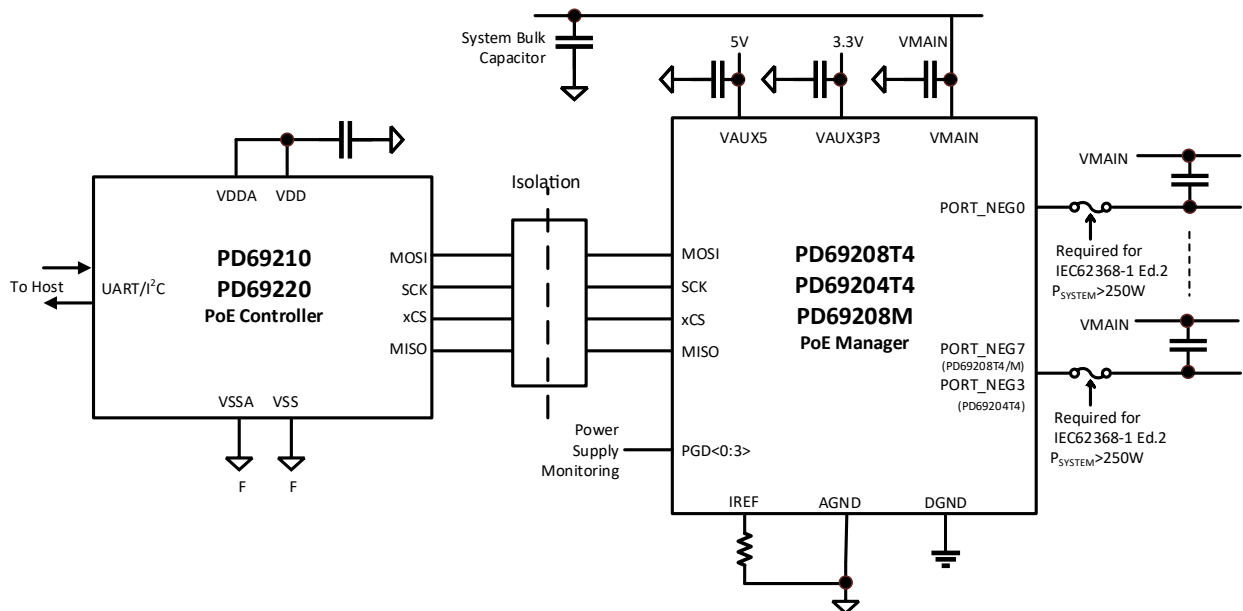 System Bulk
Capacitor
5V
3.3V
VMAIN
VAUX5
VAUX3P3
VMAIN
VMAIN
VDDA
VDD
Isolation
PORT_NEG0
PD69210
PD69220
PoE Controller
To Host
UART/I²C
MOSI
SCK
xCS
MISO
MOSI
SCK
xCS
MISO
PD69208T4
PD69204T4
PD69208M
PoE Manager
Required for
IEC62368-1 Ed.2
PSYSTEM>250W
VMAIN
PORT_NEG7
(PD69208T4/M)
PORT_NEG3
(PD69204T4)
VSSA
VSS
F
F
Power
Supply
Monitoring
PGD<0:3>
Required for
IEC62368-1 Ed.2
PSYSTEM>250W
IREF
AGND
DGND